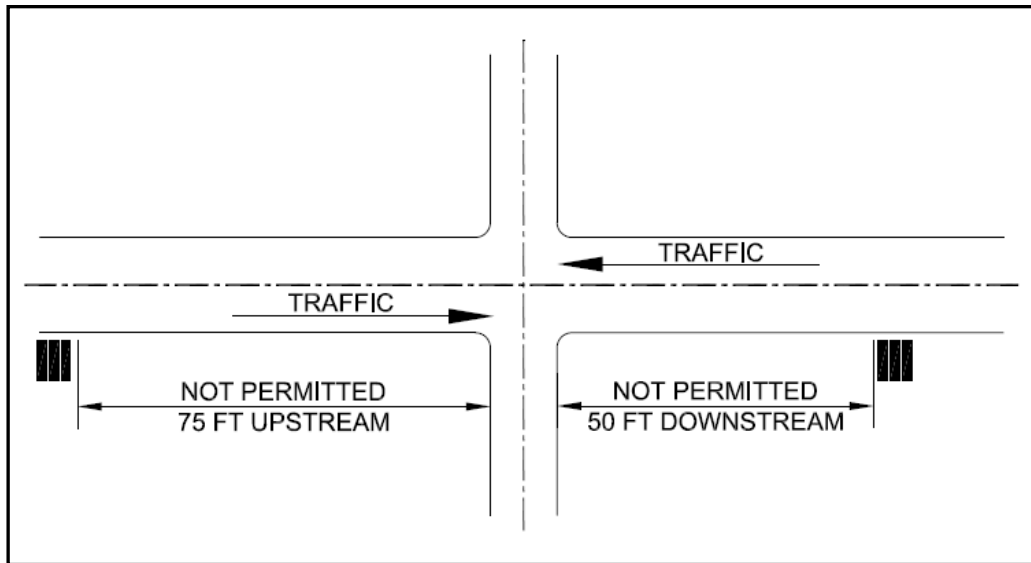 TRAFFIC
TRAFFIC
NOT PERMITTED
75 FT UPSTREAM
NOT PERMITTED
50 FT DOWNSTREAM